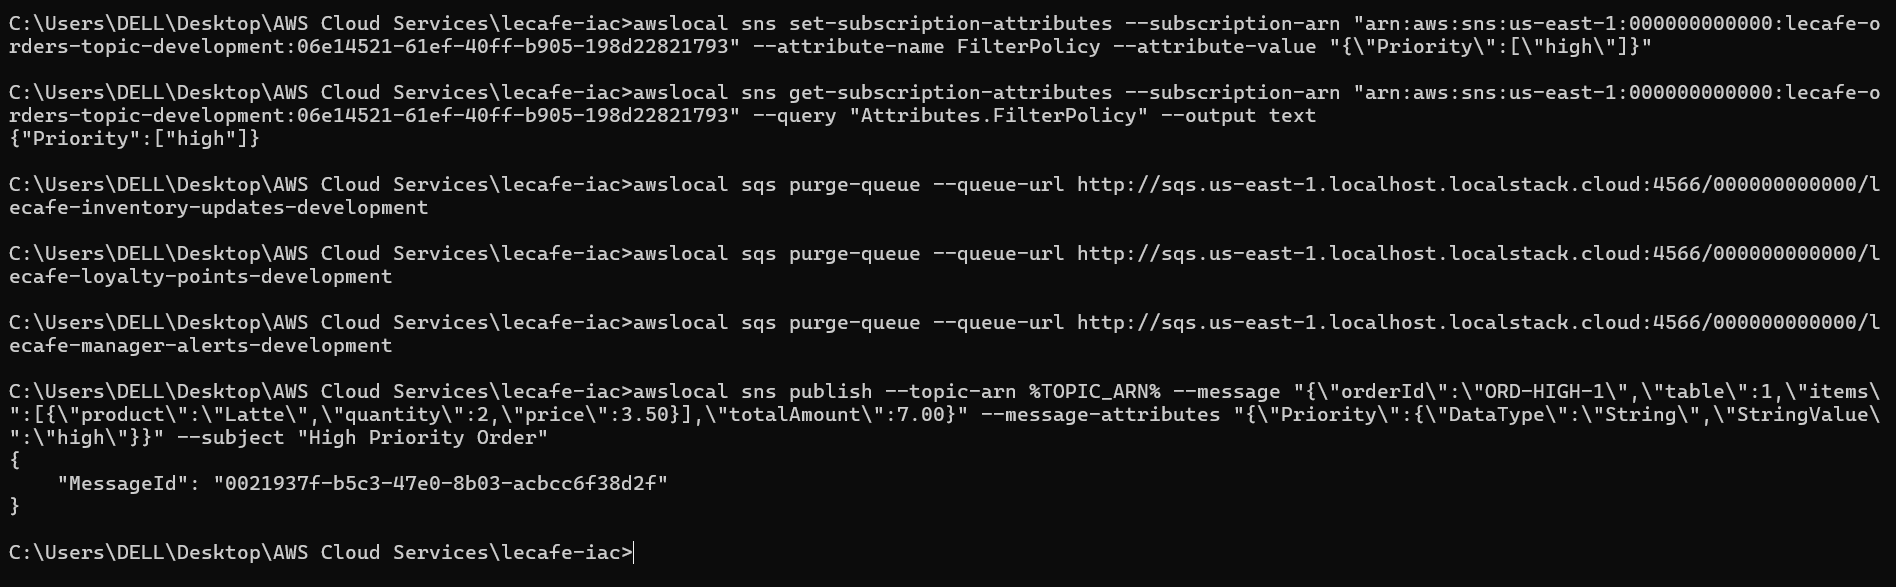 C:\Users\DELL\Desktop\AWS Cloud Services\lecafe-iac>awslocal sns set-subscription-attributes --subscription-arn "arn:aws:sns:us-east-1:000000000000:lecafe-o
rders-topic-development:06e14521-61ef-40ff-b905-198d22821793" --attribute-name FilterPolicy --attribute-value "{\"Priority\":[\"high\"]}"

C:\Users\DELL\Desktop\AWS Cloud Services\lecafe-iac>awslocal sns get-subscription-attributes --subscription-arn "arn:aws:sns:us-east-1:000000000000:lecafe-o
rders-topic-development:06e14521-61ef-40ff-b905-198d22821793" --query "Attributes.FilterPolicy" --output text
{"Priority":["high"]}

C:\Users\DELL\Desktop\AWS Cloud Services\lecafe-iac>awslocal sqs purge-queue --queue-url http://sqs.us-east-1.localhost.localstack.cloud:4566/000000000000/l
ecafe-inventory-updates-development

C:\Users\DELL\Desktop\AWS Cloud Services\lecafe-iac>awslocal sqs purge-queue --queue-url http://sqs.us-east-1.localhost.localstack.cloud:4566/000000000000/l
ecafe-loyalty-points-development

C:\Users\DELL\Desktop\AWS Cloud Services\lecafe-iac>awslocal sqs purge-queue --queue-url http://sqs.us-east-1.localhost.localstack.cloud:4566/000000000000/l
ecafe-manager-alerts-development

C:\Users\DELL\Desktop\AWS Cloud Services\lecafe-iac>awslocal sns publish --topic-arn %TOPIC_ARN% --message "{\"orderId\":\"ORD-HIGH-1\",\"table\":1,\"items\
":[{\"product\":\"Latte\",\"quantity\":2,\"price\":3.50}],\"totalAmount\":7.00}" --message-attributes "{\"Priority\":{\"DataType\":\"String\",\"StringValue\
":\"high\"}}" --subject "High Priority Order"
{
    "MessageId": "0021937f-b5c3-47e0-8b03-acbcc6f38d2f"
}

C:\Users\DELL\Desktop\AWS Cloud Services\lecafe-iac>